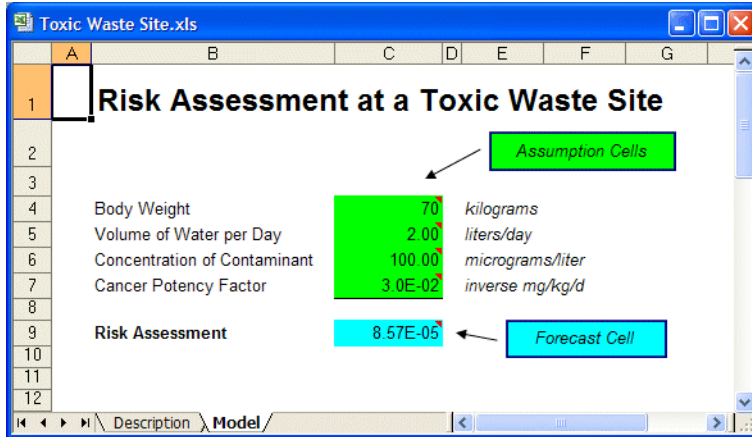 Toxic Waste Site.xls
A B C D E F G
1 Risk Assessment at a Toxic Waste Site
2 Assumption Cells
3
4 Body Weight 70 kilograms
5 Volume of Water per Day 2.00 liters/day
6 Concentration of Contaminant 100.00 micrograms/liter
7 Cancer Potency Factor 3.0E-02 inverse mg/kg/d
8
9 Risk Assessment 8.57E-05 Forecast Cell
10
11
12
Description Model